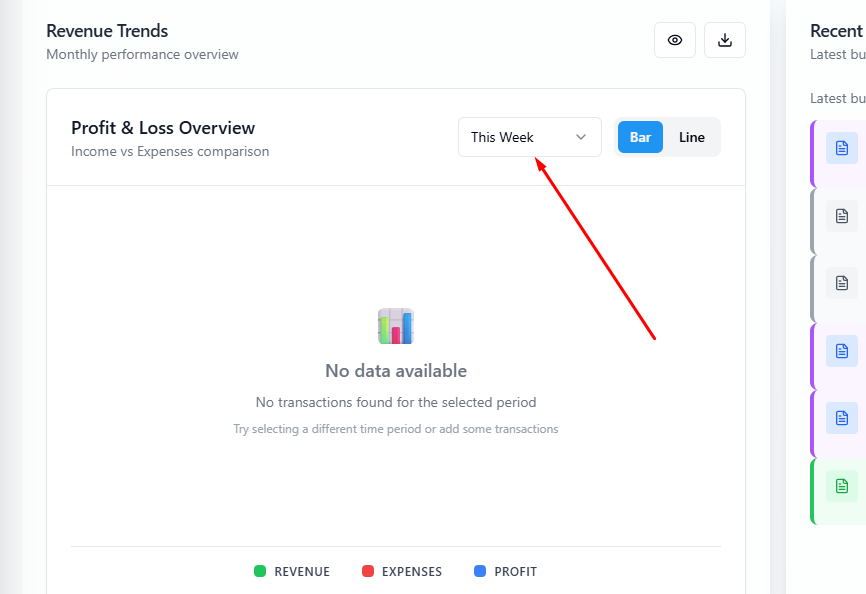 Revenue Trends
Monthly performance overview
Profit & Loss Overview
Income vs Expenses comparison
This Week
Bar
Line
No data available
No transactions found for the selected period
Try selecting a different time period or add some transactions
REVENUE
EXPENSES
PROFIT
Recent
Latest bu
Latest bu